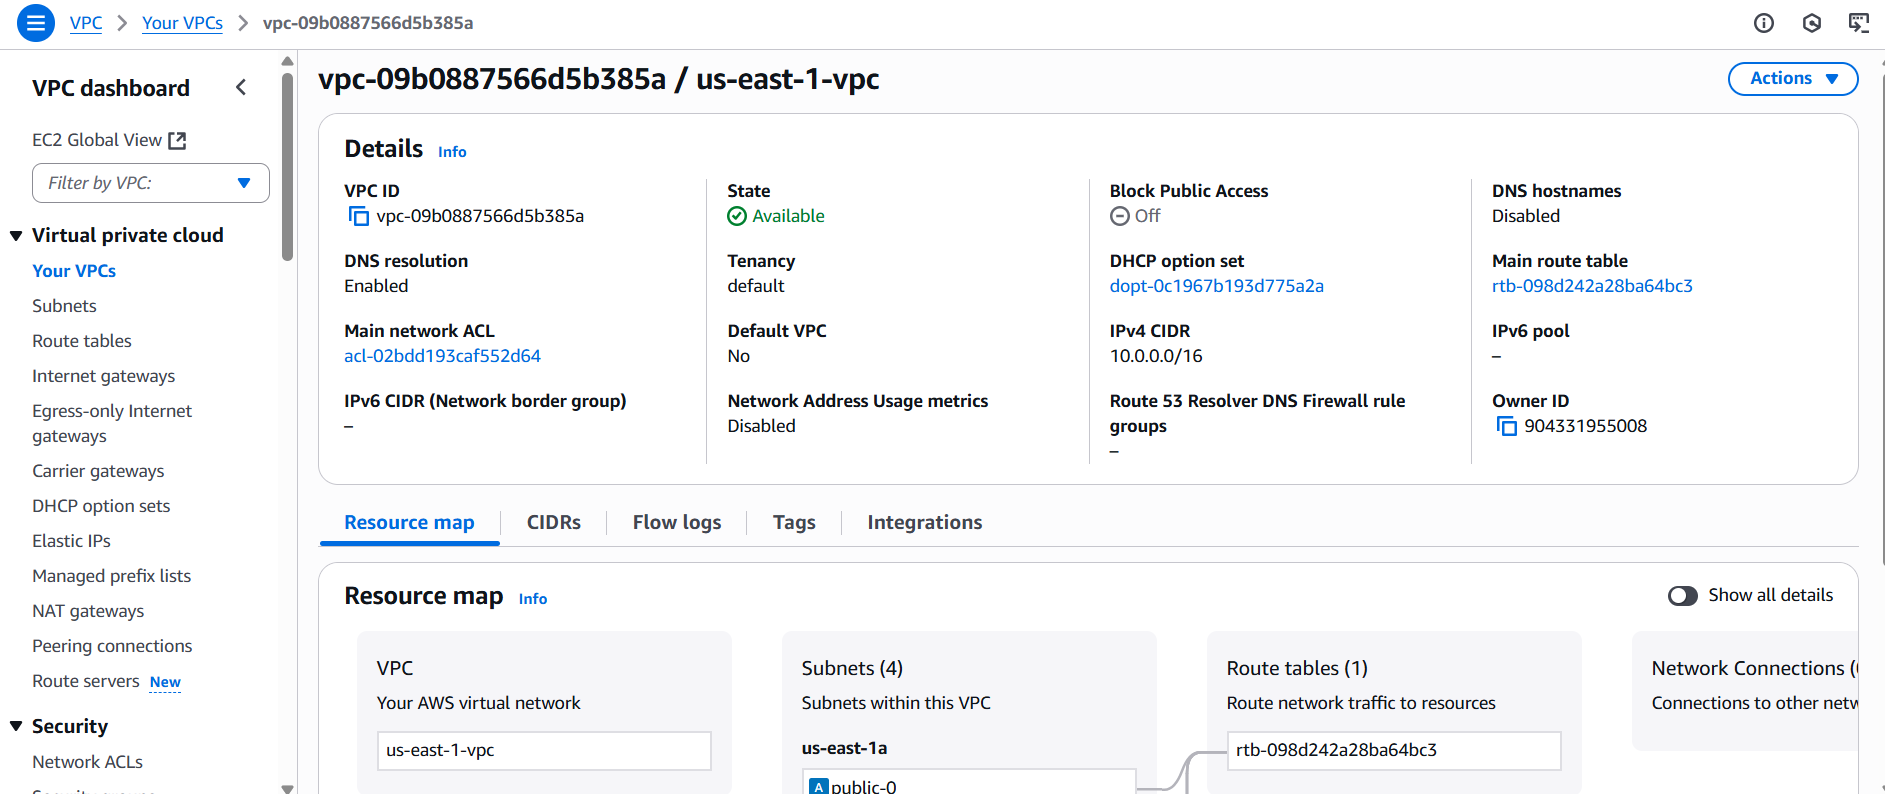 VPC
Your VPCs
vpc-09b0887566d5b385a
VPC dashboard
EC2 Global View
Filter by VPC:
Virtual private cloud
Your VPCs
Subnets
Route tables
Internet gateways
Egress-only Internet
gateways
Carrier gateways
DHCP option sets
Elastic IPs
Managed prefix lists
NAT gateways
Peering connections
Route servers New
Security
Network ACLs
vpc-09b0887566d5b385a / us-east-1-vpc
Actions
Details Info
VPC ID
vpc-09b0887566d5b385a
State
Available
Block Public Access
Off
DNS hostnames
Disabled
DNS resolution
Enabled
Tenancy
default
DHCP option set
dopt-0c1967b193d775a2a
Main route table
rtb-098d242a28ba64bc3
Main network ACL
acl-02bdd193caf552d64
Default VPC
No
IPv4 CIDR
10.0.0.0/16
IPv6 pool
–
IPv6 CIDR (Network border group)
–
Network Address Usage metrics
Disabled
Route 53 Resolver DNS Firewall rule
groups
–
Owner ID
904331955008
Resource map
CIDRs
Flow logs
Tags
Integrations
Resource map Info
Show all details
VPC
Your AWS virtual network
us-east-1-vpc
Subnets (4)
Subnets within this VPC
us-east-1a
A public-0
Route tables (1)
Route network traffic to resources
rtb-098d242a28ba64bc3
Network Connections
Connections to other